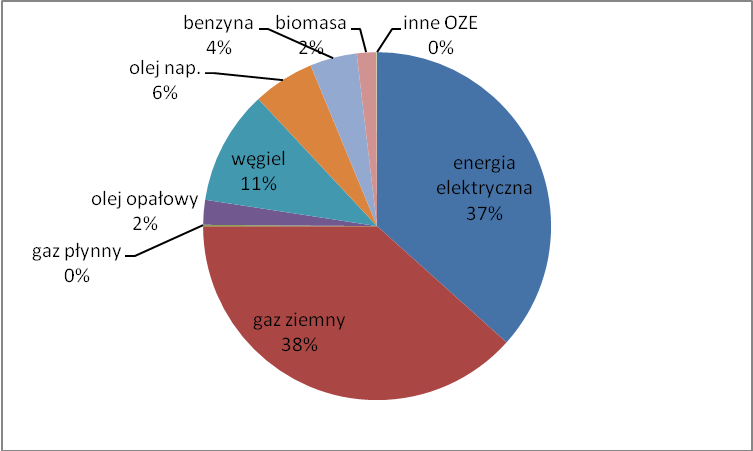 benzyna
4%
biomasa
2%
inne OZE
0%
olej nap.
6%
węgiel
11%
energia
elektryczna
37%
olej opałowy
2%
gaz płynny
0%
gaz ziemny
38%